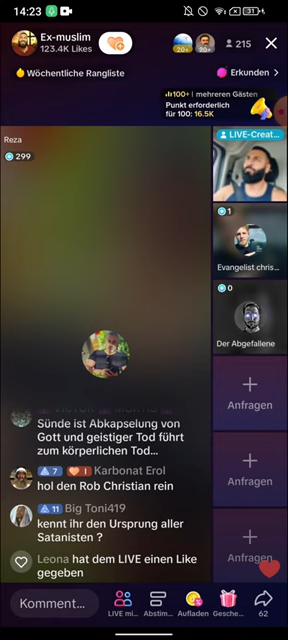 14:23
Ex-muslim
123.4K Likes
20+
20+
215
Wöchentliche Rangliste
Erkunden >
100+ | mehreren Gästen
Punkt erforderlich
für 100: 16.5K
Reza
299
LIVE-Creat...
1
Evangelist chris...
0
Der Abgefallene
Anfragen
Anfragen
Anfragen
Sünde ist Abkapselung von
Gott und geistiger Tod führt
zum körperlichen Tod...
7 1 Karbonat Erol
hol den Rob Christian rein
11 Big Toni419
kennt ihr den Ursprung aller
Satanisten ?
Leona hat dem LIVE einen Like
gegeben
Komment...
LIVE mi...
Abstim...
Aufladen
Gesche...
62